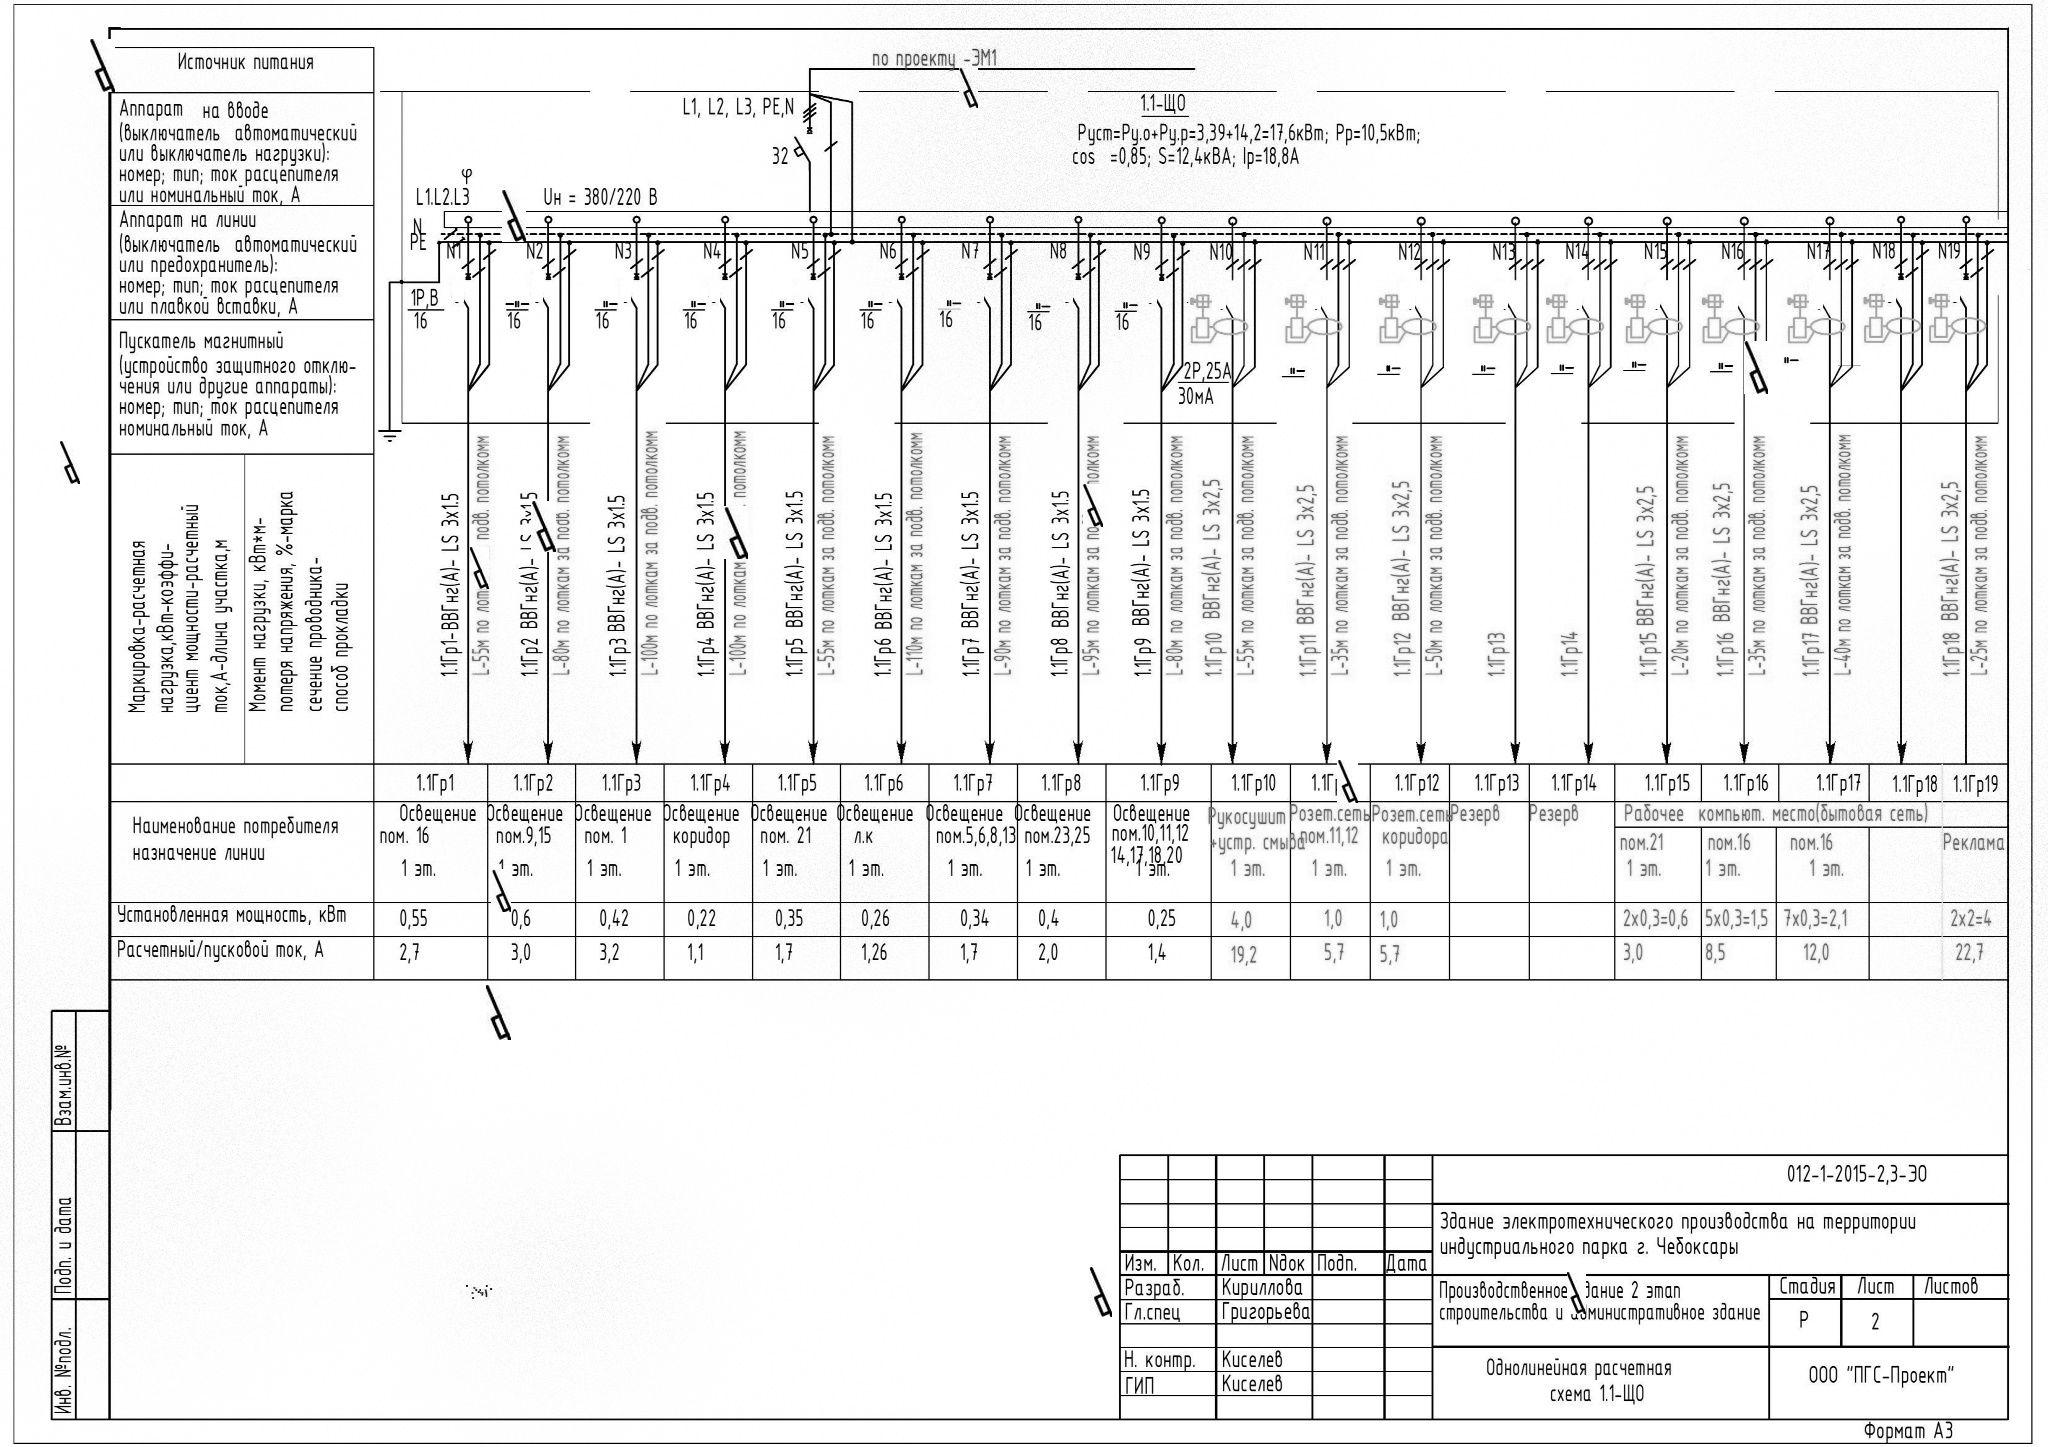 Источник питания
по проекту -ЭМ1
Аппарат на вводе
(выключатель автоматический
или выключатель нагрузки):
номер; тип; ток расцепителя
или номинальный ток, А
L1, L2, L3, PE,N
32
1.1-ЩО
Руст=Ру.о+Ру.р=3,39+14,2=17,6кВт; Рр=10,5кВт;
cos =0,85; S=12,4кВА; Iр=18,8А
φ
L1.L2.L3
Uн = 380/220 В
N
PE
Аппарат на линии
(выключатель автоматический
или предохранитель):
номер; тип; ток расцепителя
или плавкой вставки, А
N1 N2 N3 N4 N5 N6 N7 N8 N9 N10 N11 N12 N13 N14 N15 N16 N17 N18 N19
1Р,В
16
-"- 16
-"- 16
-"- 16
-"- 16
-"- 16
-"- 16
-"- 16
-"- 16
Пускатель магнитный
(устройство защитного отклю-
чения или другие аппараты):
номер; тип; ток расцепителя
номинальный ток, А
2Р,25А
30мА
-"- -"- -"- -"- -"- -"- -"-
Маркировка-расчетная
нагрузка,кВт-коэффи-
циент мощности-расчетный
ток,А-длина участка,м
Момент нагрузки, кВт*м-
потеря напряжения, %-марка
сечение проводника-
способ прокладки
1.1Гр1-ВВГнг(А)- LS 3х1.5
L-55м по лоткам подв. потолкомм
1.1Гр2 ВВГнг(А)- LS 3х1.5
L-80м по лоткам за подв. потолкомм
1.1Гр3 ВВГнг(А)- LS 3х1.5
L-100м по лоткам за подв. потолкомм
1.1Гр4 ВВГнг(А)- LS 3х1.5
L-100м по лоткам подв. потолкомм
1.1Гр5 ВВГнг(А)- LS 3х1.5
L-55м по лоткам за подв. потолкомм
1.1Гр6 ВВГнг(А)- LS 3х1.5
L-110м по лоткам за подв. потолкомм
1.1Гр7 ВВГнг(А)- LS 3х1.5
L-90м по лоткам за подв. потолкомм
1.1Гр8 ВВГнг(А)- LS 3х1.5
L-95м по лоткам за потолкомм
1.1Гр9 ВВГнг(А)- LS 3х1.5
L-80м по лоткам за подв. потолкомм
1.1Гр10 ВВГнг(А)- LS 3х2,5
L-55м по лоткам за подв. потолкомм
1.1Гр11 ВВГнг(А)- LS 3х2,5
L-35м по лоткам за подв. потолкомм
1.1Гр12 ВВГнг(А)- LS 3х2,5
L-50м по лоткам за подв. потолкомм
1.1Гр13
1.1Гр14
1.1Гр15 ВВГнг(А)- LS 3х2,5
L-20м по лоткам за подв. потолкомм
1.1Гр16 ВВГнг(А)- LS 3х2,5
L-35м по лоткам за подв. потолкомм
1.1Гр17 ВВГнг(А)- LS 3х2,5
L-40м по лоткам за подв. потолкомм
1.1Гр18 ВВГнг(А)- LS 3х2,5
L-25м по лоткам за подв. потолкомм
1.1Гр1 1.1Гр2 1.1Гр3 1.1Гр4 1.1Гр5 1.1Гр6 1.1Гр7 1.1Гр8 1.1Гр9 1.1Гр10 1.1Гр12 1.1Гр13 1.1Гр14 1.1Гр15 1.1Гр16 1.1Гр17 1.1Гр18 1.1Гр19
Наименование потребителя
назначение линии
Освещение
пом. 16
1 эт.
Освещение
пом.9,15
1 эт.
Освещение
пом. 1
1 эт.
Освещение
коридор
1 эт.
Освещение
пом. 21
1 эт.
Освещение
л.к
1 эт.
Освещение
пом.5,6,8,13
1 эт.
Освещение
пом.23,25
1 эт.
Освещение
пом.10,11,12
14,17,18,20
1 эт.
Рукосушит
+устр. смыва
1 эт.
Розет.сеть
пом.11,12
1 эт.
Розет.сеть
коридора
1 эт.
Резерв
Резерв
Рабочее компьют. место(бытовая сеть)
пом.21
1 эт.
пом.16
1 эт.
пом.16
1 эт.
Реклама
Установленная мощность, кВт 0,55 0,6 0,42 0,22 0,35 0,26 0,34 0,4 0,25 4,0 1,0 1,0 2х0,3=0,6 5х0,3=1,5 7х0,3=2,1 2х2=4
Расчетный/пусковой ток, А 2,7 3,0 3,2 1,1 1,7 1,26 1,7 2,0 1,4 19,2 5,7 5,7 3,0 8,5 12,0 22,7
Взам.инв.№
Подп. и дата
Инв. №подл.
012-1-2015-2,3-ЭО
Здание электротехнического производства на территории
индустриального парка г. Чебоксары
Изм. Кол. Лист Nдок Подп. Дата
Разраб. Кириллова
Гл.спец Григорьева
Н. контр. Киселев
ГИП Киселев
Производственное здание 2 этап
строительства и административное здание
Стадия Лист Листов
Р 2
Однолинейная расчетная
схема 1.1-ЩО
ООО "ПГС-Проект"
Формат А3